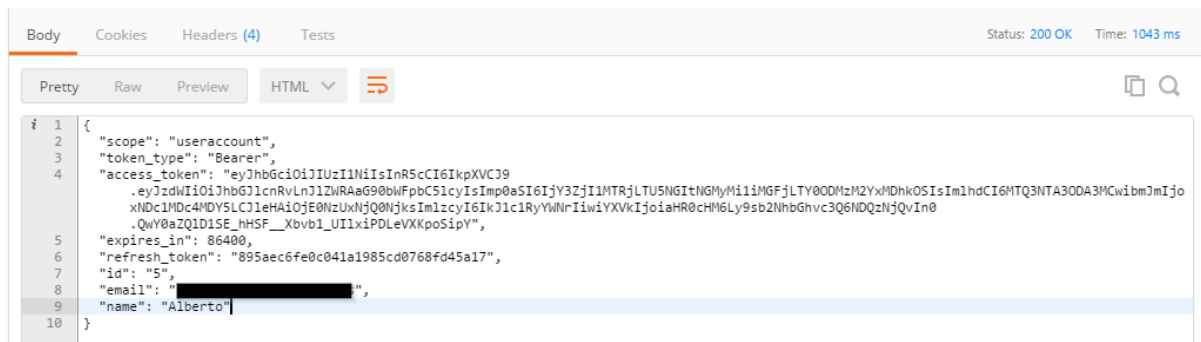 Body Cookies Headers (4) Tests Status: 200 OK Time: 1043 ms
Pretty Raw Preview HTML
i 1 {
2 "scope": "useraccount",
3 "token_type": "Bearer",
4 "access_token": "eyJhbGciOiJIUzI1NiIsInR5cCI6IkpXVCJ9
.eyJzdWIiOiJhbGJlcnRvLnJlZWRAaG90bWFpbC5lcyIsImp0aSI6IjY3ZjI1MTRjLTU5NGItNGMyMi1iMGFjLTY0ODMzM2YxMDhkOSIsImlhdCI6MTQ3NTA3ODA3MCwibmJmIjo
xNDc1MDc4MDY5LCJleHAiOjE0NzUxNjQ0NjksImlzcyI6IkJ1c1RyYWNrIiwiYXVkIjoiaHR0cHM6Ly9sb2NhbGhvc3Q6NDQzNjQvIn0
.QwY0aZQlD1SE_hHSF__Xbvb1_UIlxiPDLeVXKpoSipY",
5 "expires_in": 86400,
6 "refresh_token": "895aec6fe0c041a1985cd0768fd45a17",
7 "id": "5",
8 "email": "",
9 "name": "Alberto"
10 }